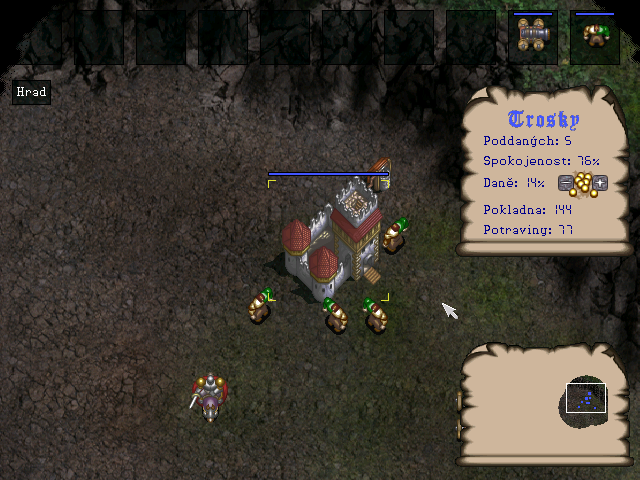 Hrad
Trosky
Poddaných: 5
Spokojenost: 76%
Daně: 14%
Pokladna: 144
Potraviny: 77